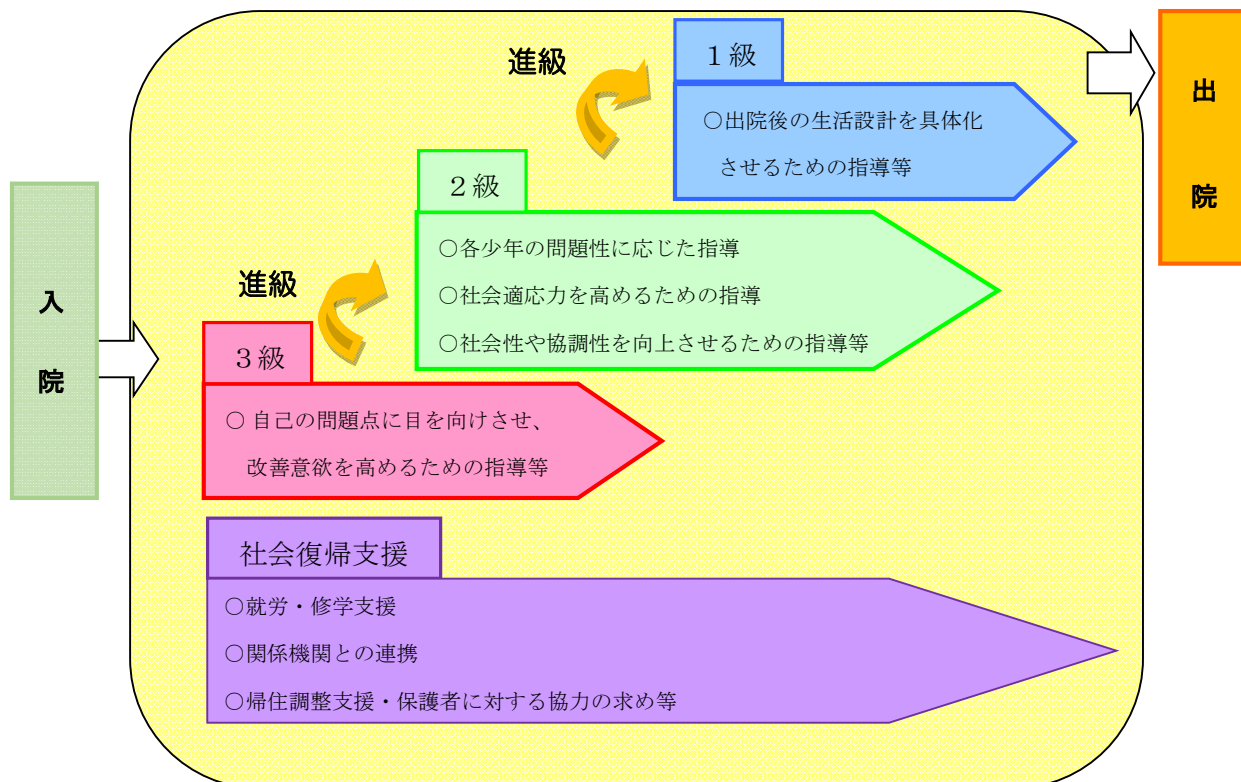 入院
3級
○ 自己の問題点に目を向けさせ、
改善意欲を高めるための指導等
進級
2級
○各少年の問題性に応じた指導
○社会適応力を高めるための指導
○社会性や協調性を向上させるための指導等
進級
1級
○出院後の生活設計を具体化
させるための指導等
出院
社会復帰支援
○就労・修学支援
○関係機関との連携
○帰住調整支援・保護者に対する協力の求め等